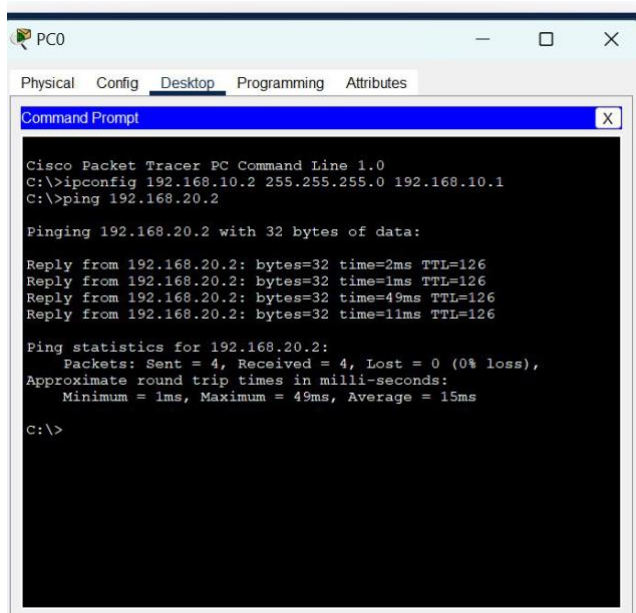 PC0
Physical Config Desktop Programming Attributes
Command Prompt X
Cisco Packet Tracer PC Command Line 1.0
C:\>ipconfig 192.168.10.2 255.255.255.0 192.168.10.1
C:\>ping 192.168.20.2
Pinging 192.168.20.2 with 32 bytes of data:
Reply from 192.168.20.2: bytes=32 time=2ms TTL=126
Reply from 192.168.20.2: bytes=32 time=1ms TTL=126
Reply from 192.168.20.2: bytes=32 time=49ms TTL=126
Reply from 192.168.20.2: bytes=32 time=11ms TTL=126
Ping statistics for 192.168.20.2:
Packets: Sent = 4, Received = 4, Lost = 0 (0% loss),
Approximate round trip times in milli-seconds:
Minimum = 1ms, Maximum = 49ms, Average = 15ms
C:\>